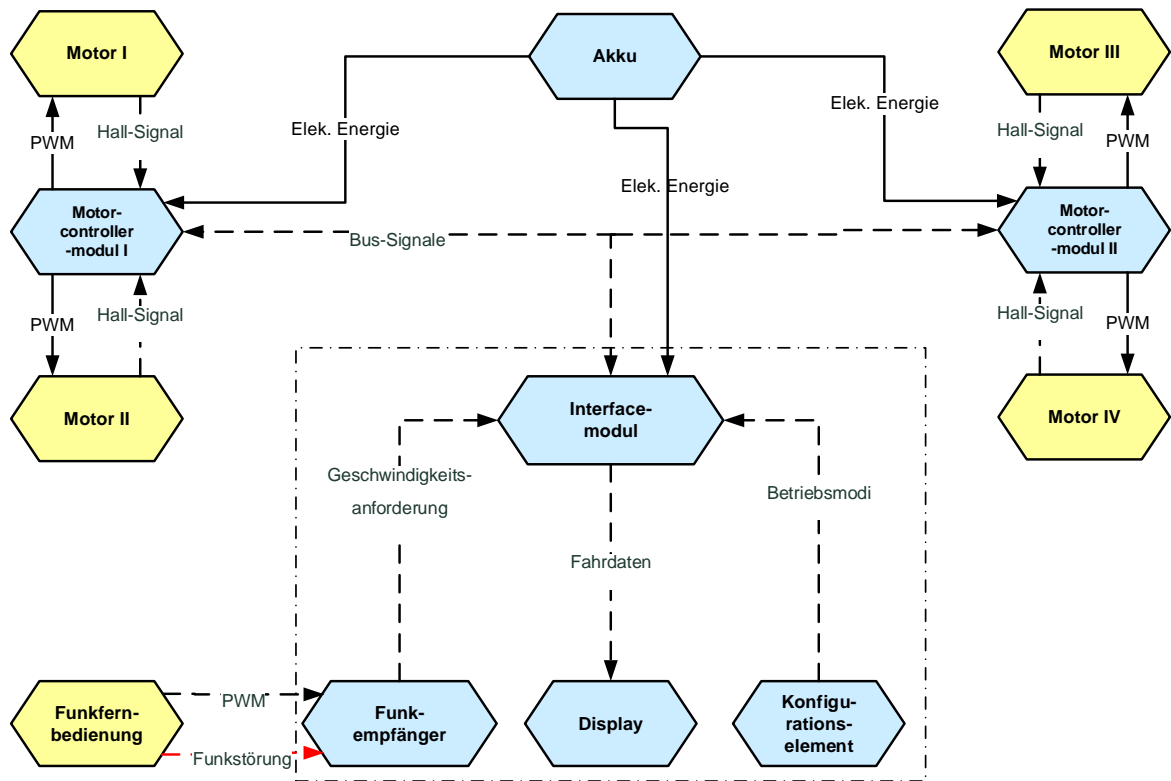 Motor I
Akku
Motor III
Elek. Energie
Hall-Signal
Elek. Energie
Hall-Signal
PWM
PWM
Elek. Energie
Motor-
controller
-modul I
Motor-
controller
-modul II
Bus-Signale
Hall-Signal
PWM
Hall-Signal
PWM
Motor II
Interface-
modul
Motor IV
Geschwindigkeits-
anforderung
Betriebsmodi
Fahrdaten
PWM
Funkfern-
bedienung
Funk-
empfänger
Display
Konfigu-
rations-
element
Funkstörung